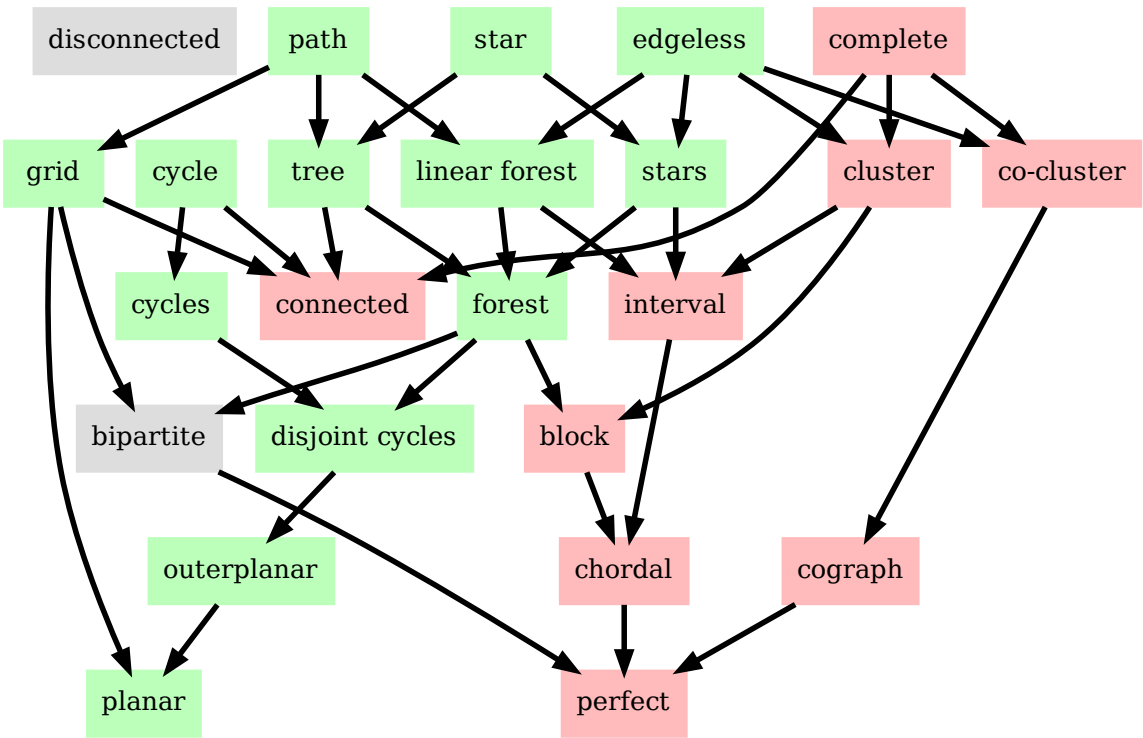 disconnected
path
star
edgeless
complete
grid
cycle
tree
linear forest
stars
cluster
co-cluster
cycles
connected
forest
interval
bipartite
disjoint cycles
block
outerplanar
chordal
cograph
planar
perfect